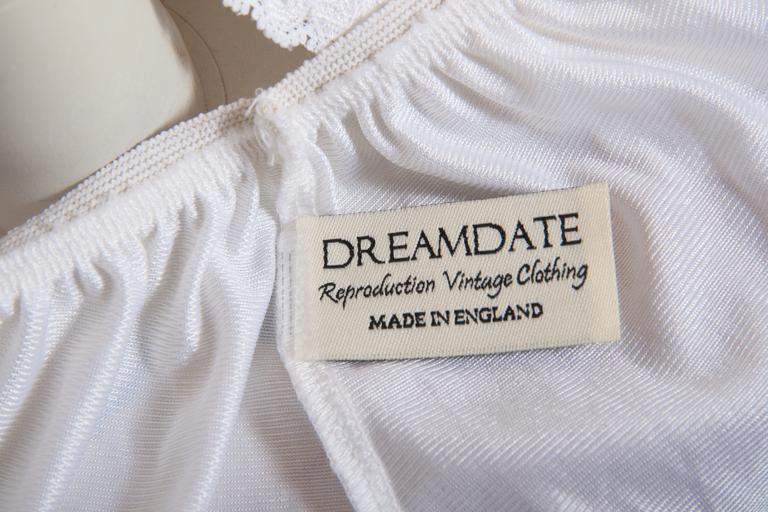 DREAMDATE
Reproduction Vintage Clothing
MADE IN ENGLAND